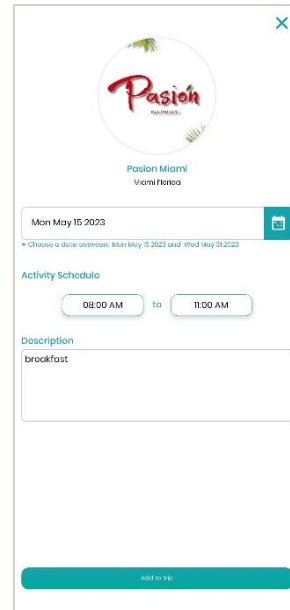 Pasion
Pasion Miami
Miami Florida
Mon May 15 2023
* Choose a date between: Mon May 15 2023 and Wed May 31 2023
Activity Schedule
08:00 AM to 11:00 AM
Description
breakfast
Add to trip